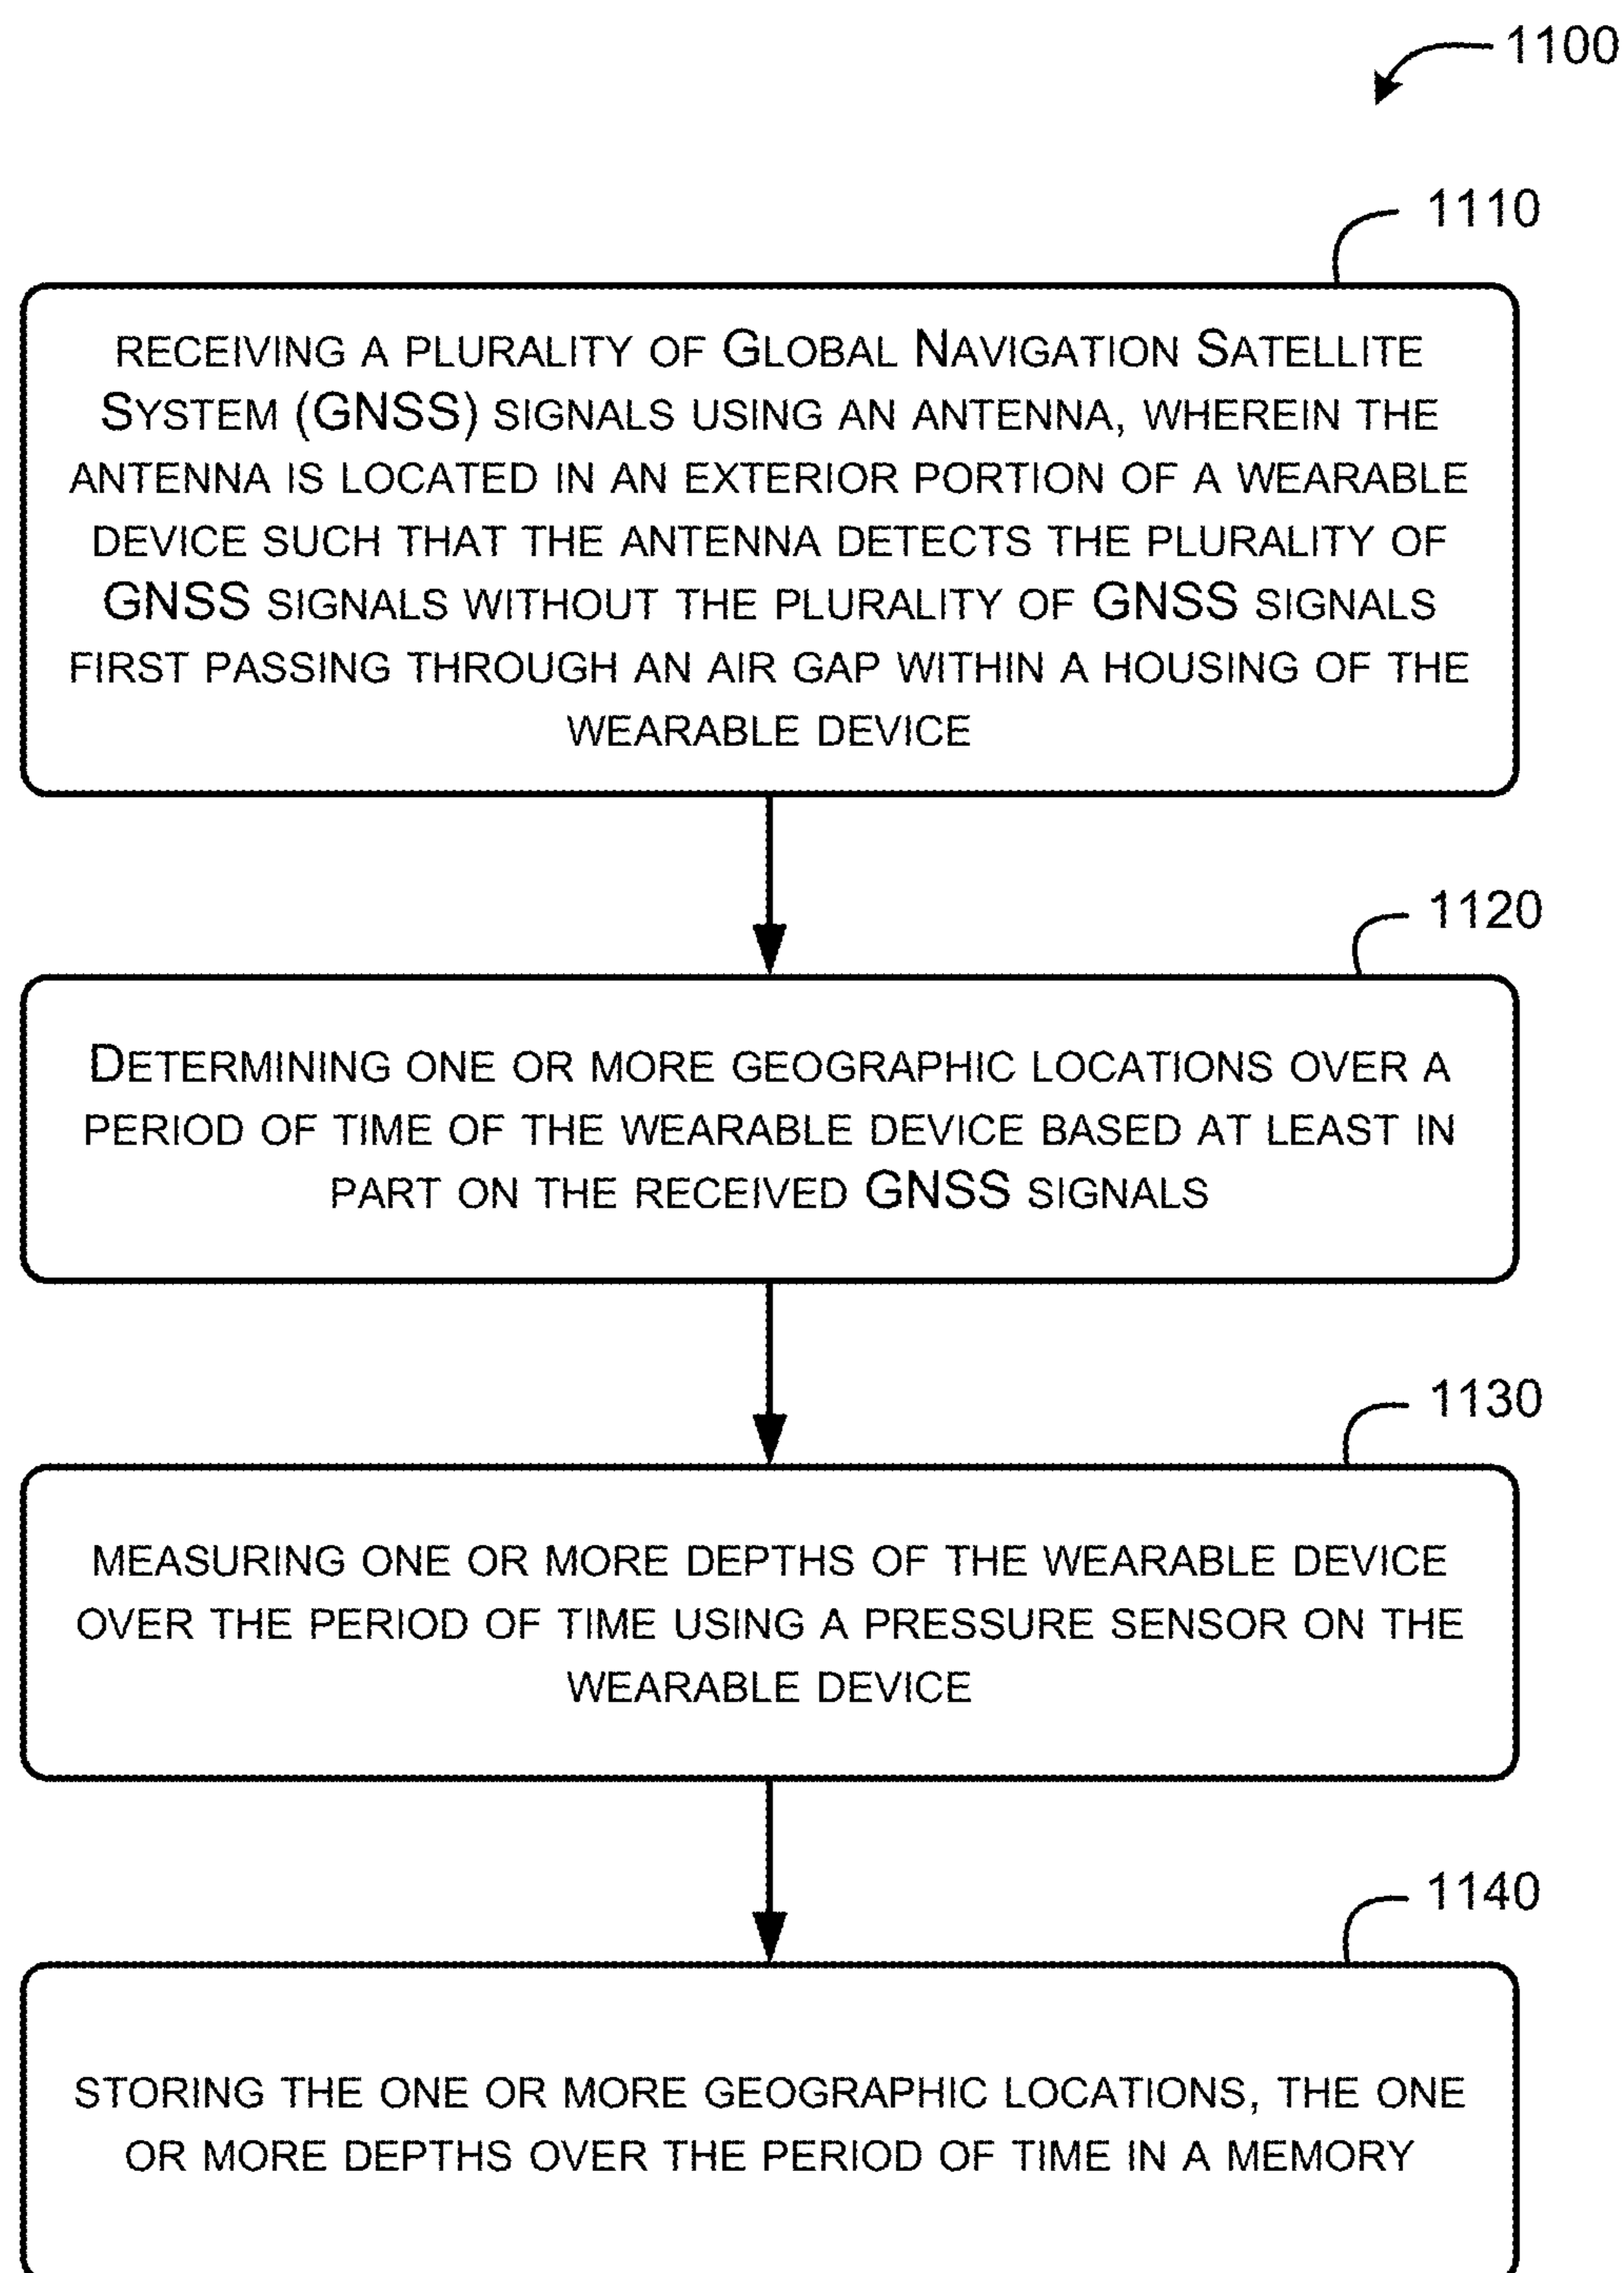 1100
1110
RECEIVING A PLURALITY OF GLOBAL NAVIGATION SATELLITE
SYSTEM (GNSS) SIGNALS USING AN ANTENNA, WHEREIN THE
ANTENNA IS LOCATED IN AN EXTERIOR PORTION OF A WEARABLE
DEVICE SUCH THAT THE ANTENNA DETECTS THE PLURALITY OF
GNSS SIGNALS WITHOUT THE PLURALITY OF GNSS SIGNALS
FIRST PASSING THROUGH AN AIR GAP WITHIN A HOUSING OF THE
WEARABLE DEVICE
1120
DETERMINING ONE OR MORE GEOGRAPHIC LOCATIONS OVER A
PERIOD OF TIME OF THE WEARABLE DEVICE BASED AT LEAST IN
PART ON THE RECEIVED GNSS SIGNALS
1130
MEASURING ONE OR MORE DEPTHS OF THE WEARABLE DEVICE
OVER THE PERIOD OF TIME USING A PRESSURE SENSOR ON THE
WEARABLE DEVICE
1140
STORING THE ONE OR MORE GEOGRAPHIC LOCATIONS, THE ONE
OR MORE DEPTHS OVER THE PERIOD OF TIME IN A MEMORY